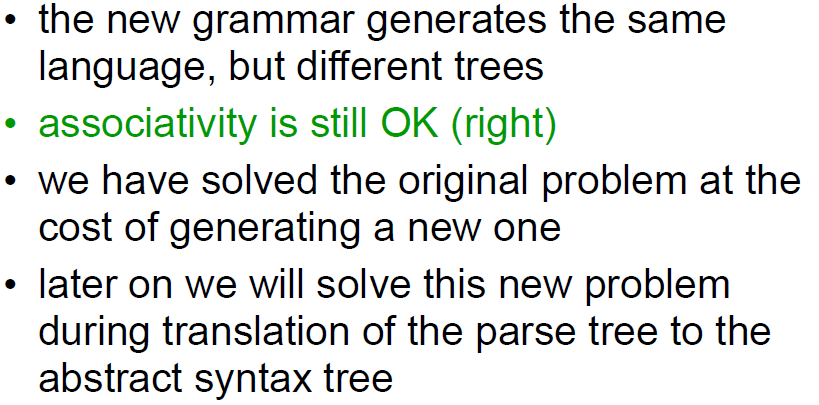 • the new grammar generates the same
language, but different trees
• associativity is still OK (right)
• we have solved the original problem at the
cost of generating a new one
• later on we will solve this new problem
during translation of the parse tree to the
abstract syntax tree